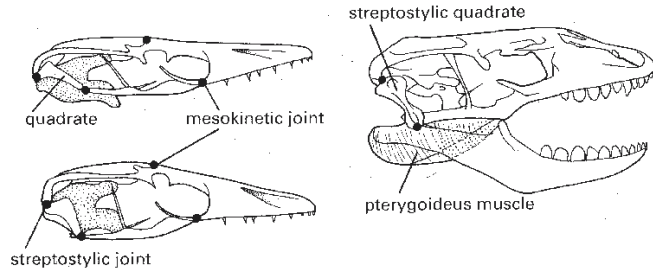 streptostylic quadrate
quadrate
mesokinetic joint
pterygoideus muscle
streptostylic joint